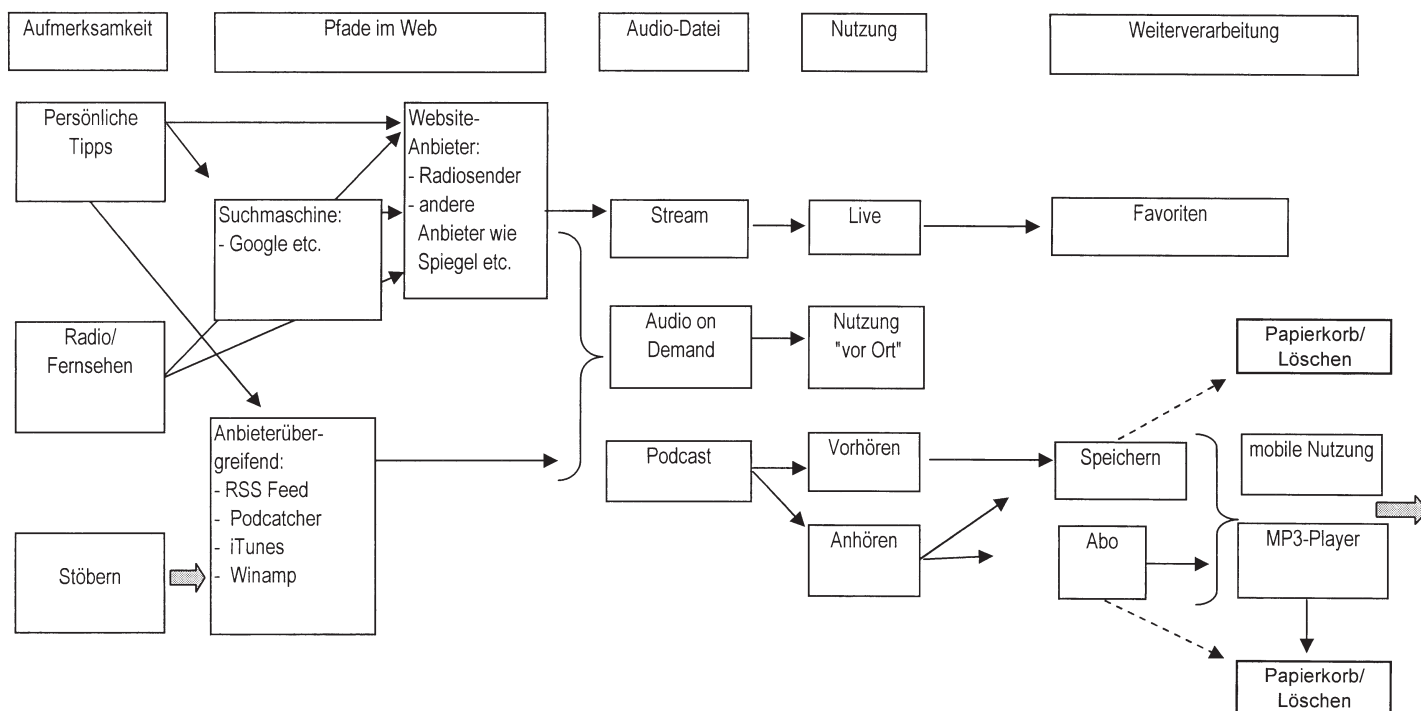 Aufmerksamkeit
Pfade im Web
Audio-Datei
Nutzung
Weiterverarbeitung
Persönliche
Tipps
Website-
Anbieter:
- Radiosender
- andere
Anbieter wie
Spiegel etc.
Suchmaschine:
- Google etc.
Stream
Live
Favoriten
Radio/
Fernsehen
Audio on
Demand
Nutzung
"vor Ort"
Papierkorb/
Löschen
Anbieterüber-
greifend:
- RSS Feed
- Podcatcher
- iTunes
- Winamp
Podcast
Vorhören
Speichern
mobile Nutzung
Stöbern
Anhören
Abo
MP3-Player
Papierkorb/
Löschen